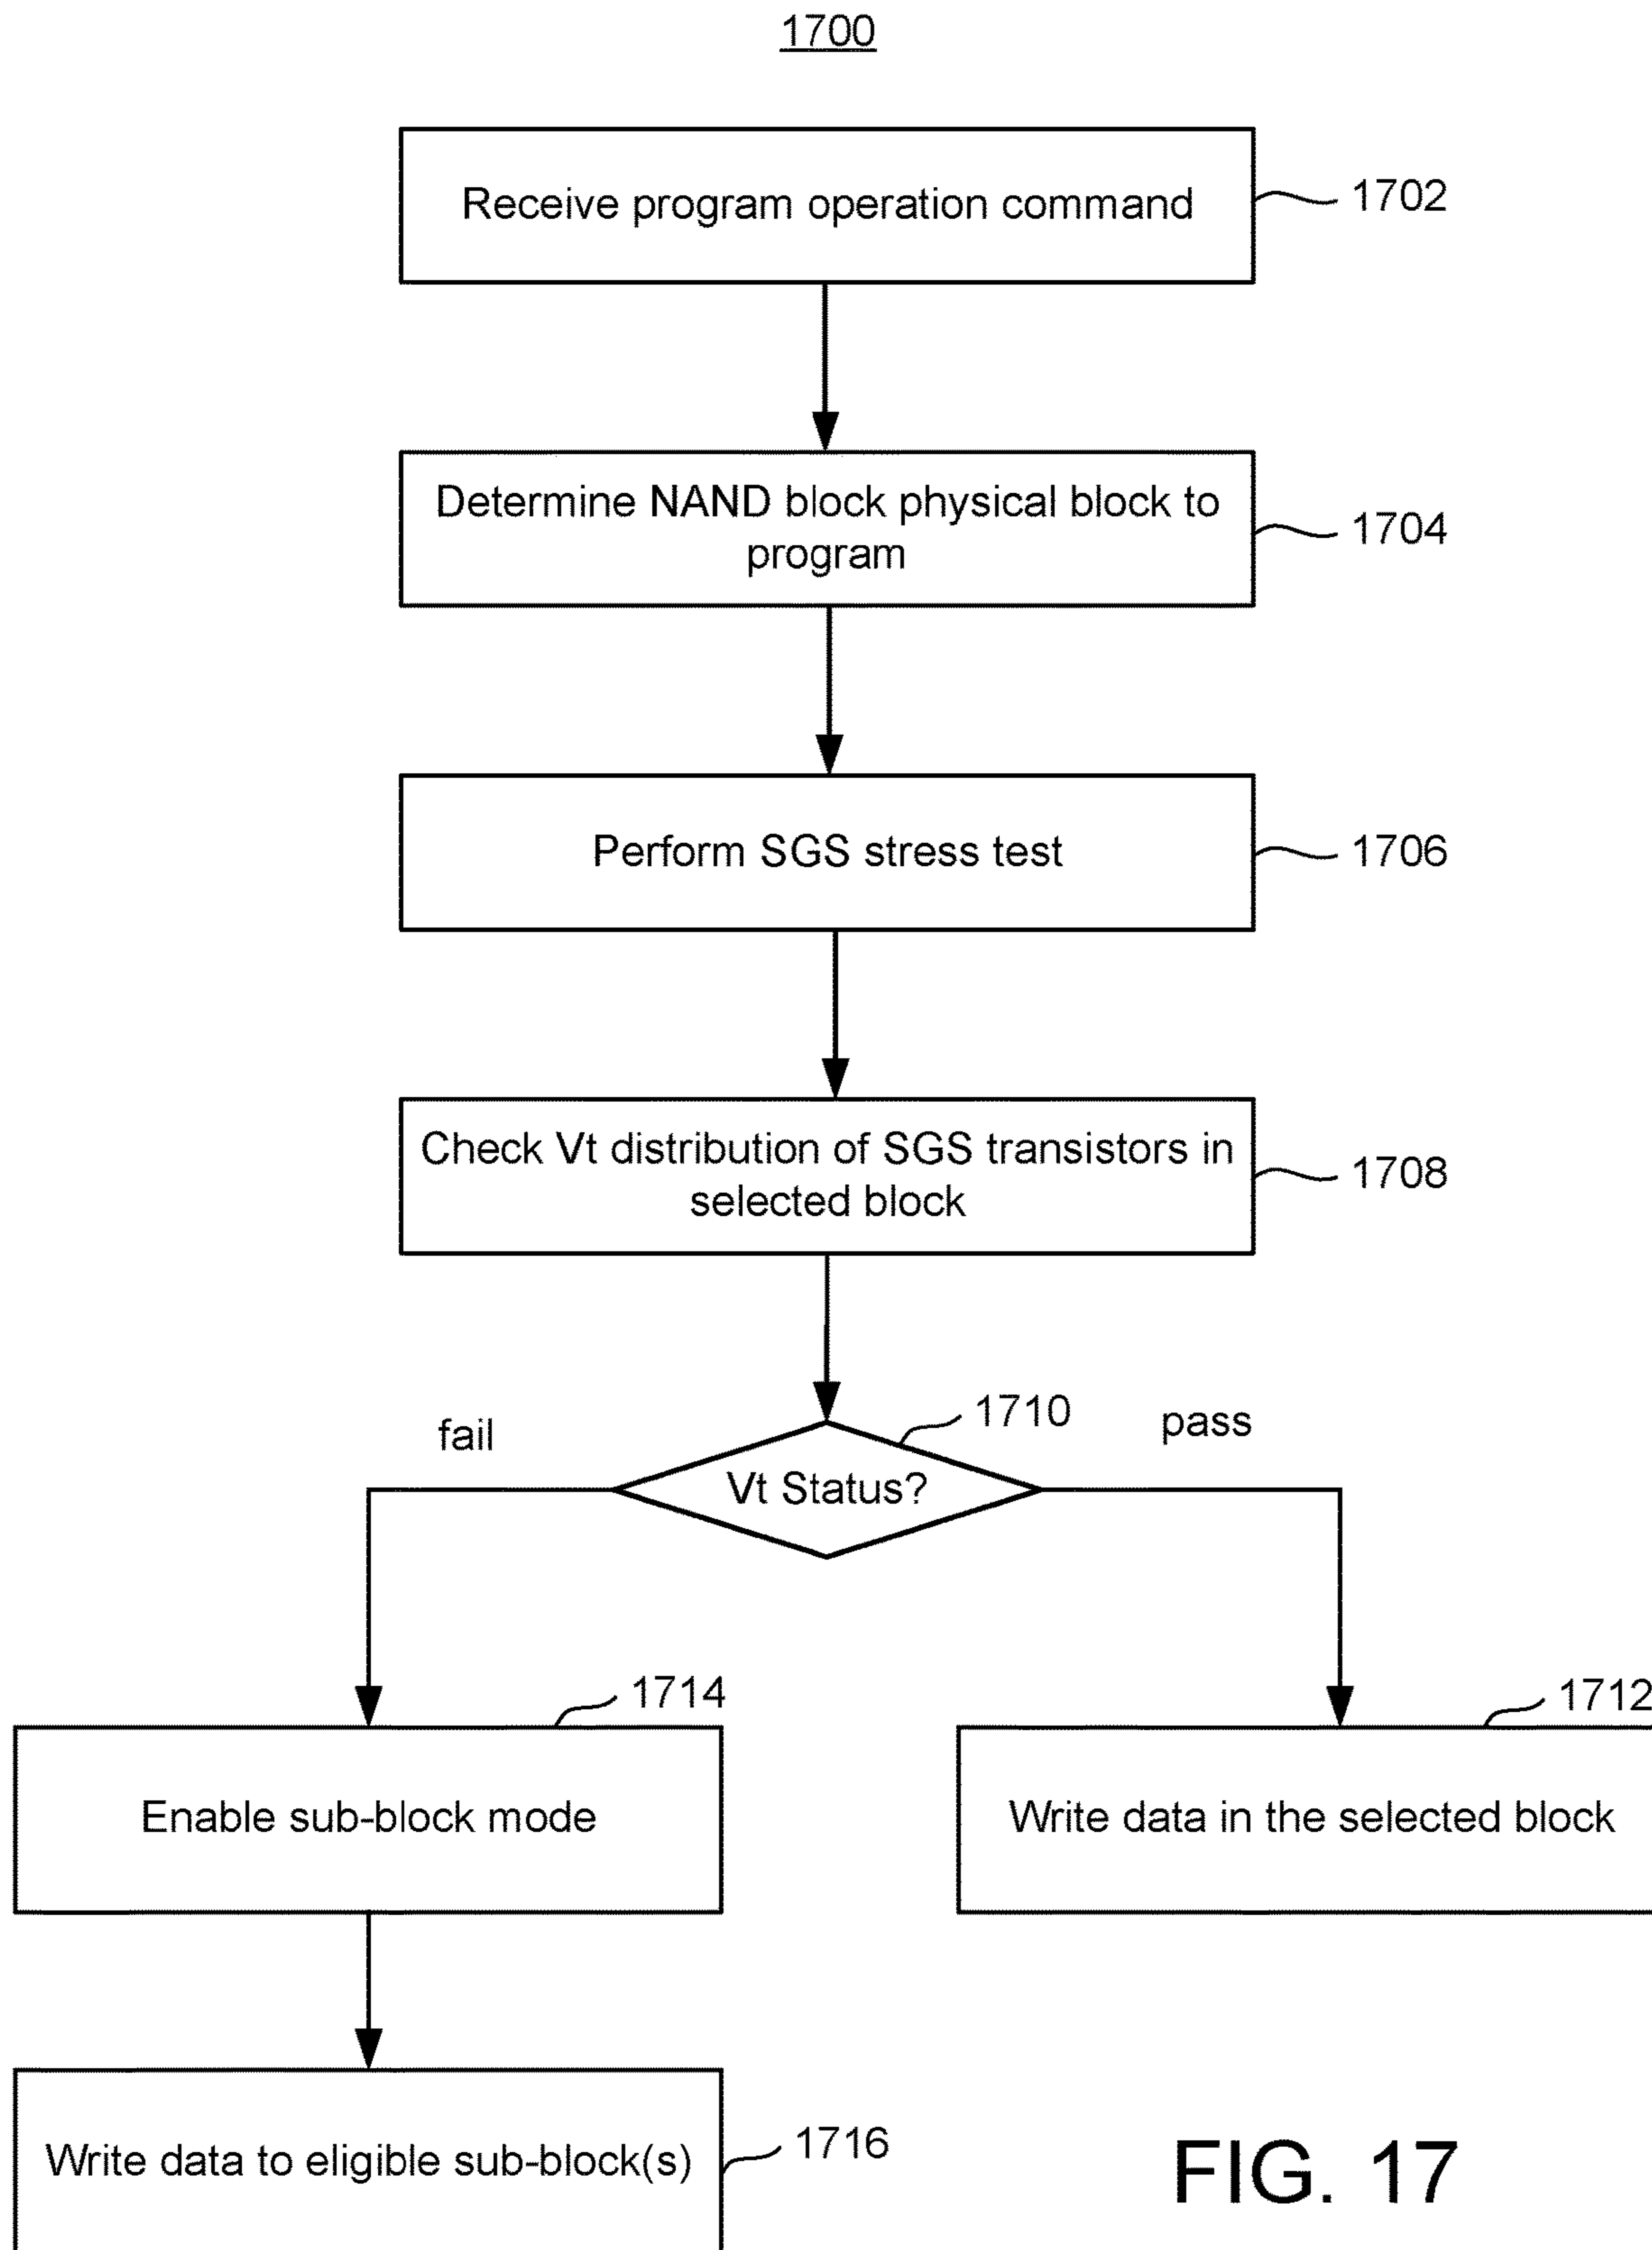 1700
Receive program operation command
1702
Determine NAND block physical block to
program
1704
Perform SGS stress test
1706
Check Vt distribution of SGS transistors in
selected block
1708
fail
1710
pass
Vt Status?
1714
1712
Enable sub-block mode
Write data in the selected block
Write data to eligible sub-block(s)
1716
FIG. 17